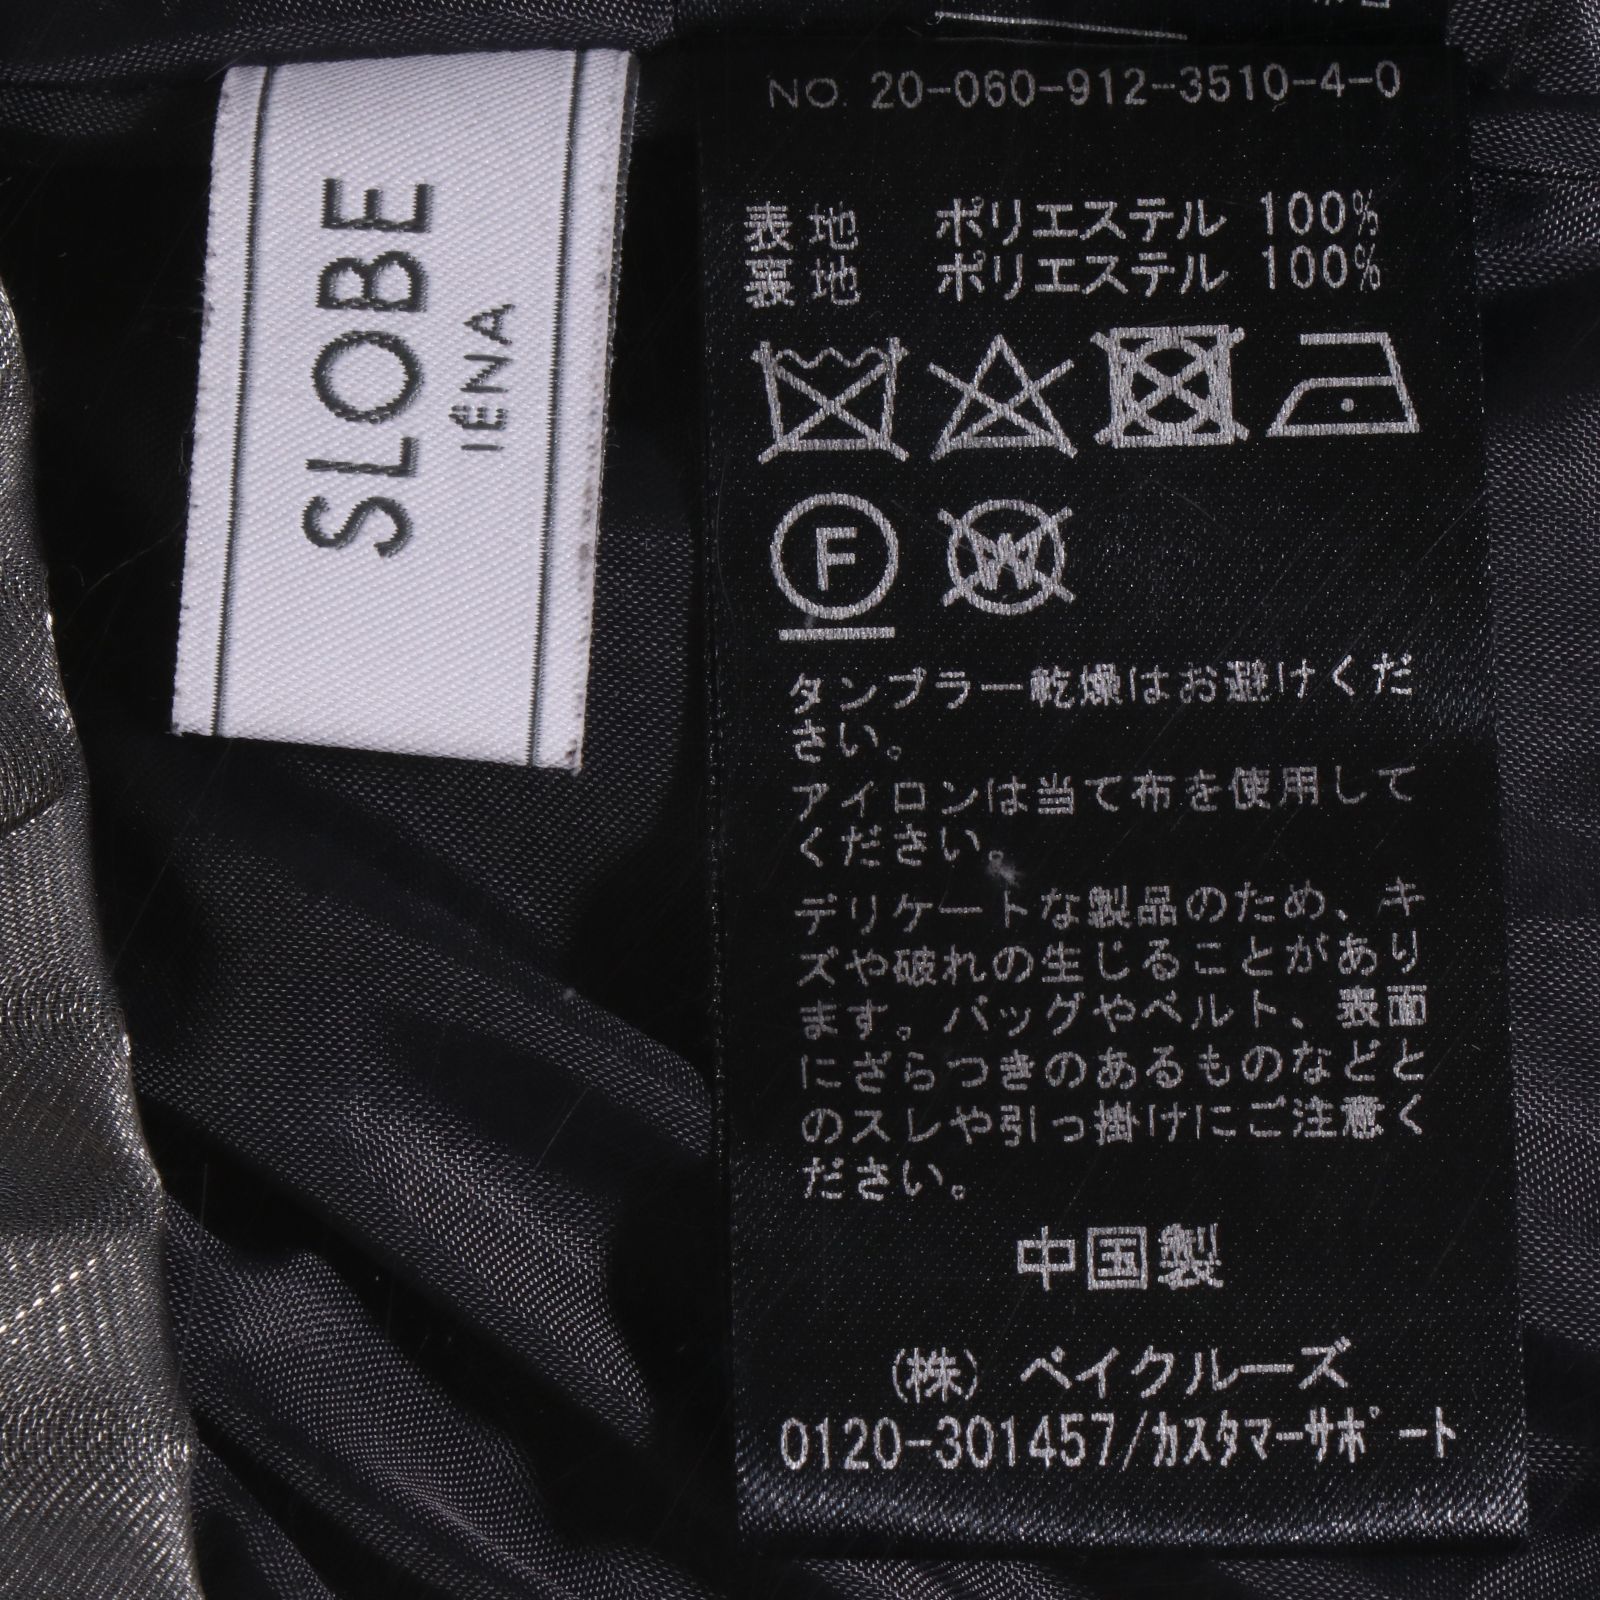 SLOBE
IÉNA
NO. 20-060-912-3510-4-0
表地 ポリエステル 100%
裏地 ポリエステル 100%
F
W
タンブラー乾燥はお避けくだ
さい。
アイロンは当て布を使用して
ください。
デリケートな製品のため、キ
ズや破れの生じることがあり
ます。バッグやベルト、表面
にざらつきのあるものなどと
のスレや引っ掛けにご注意く
ださい。
中国製
(株) ベイクルーズ
0120-301457/カスタマーサポート